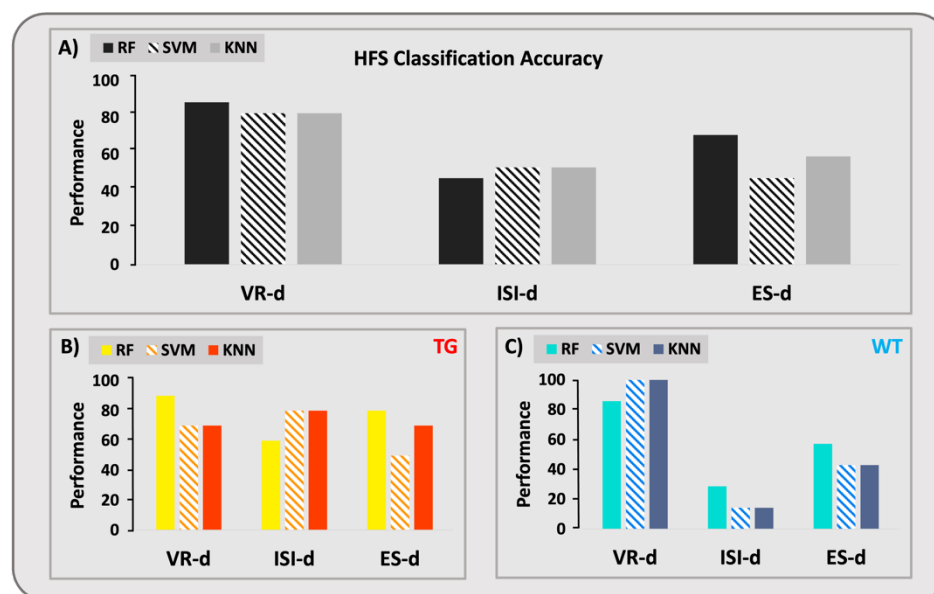 A) RF SVM KNN
HFS Classification Accuracy
Performance
100
80
60
40
20
0
VR-d ISI-d ES-d
B) RF SVM KNN TG
Performance
100
80
60
40
20
0
VR-d ISI-d ES-d
C) RF SVM KNN WT
Performance
100
80
60
40
20
0
VR-d ISI-d ES-d